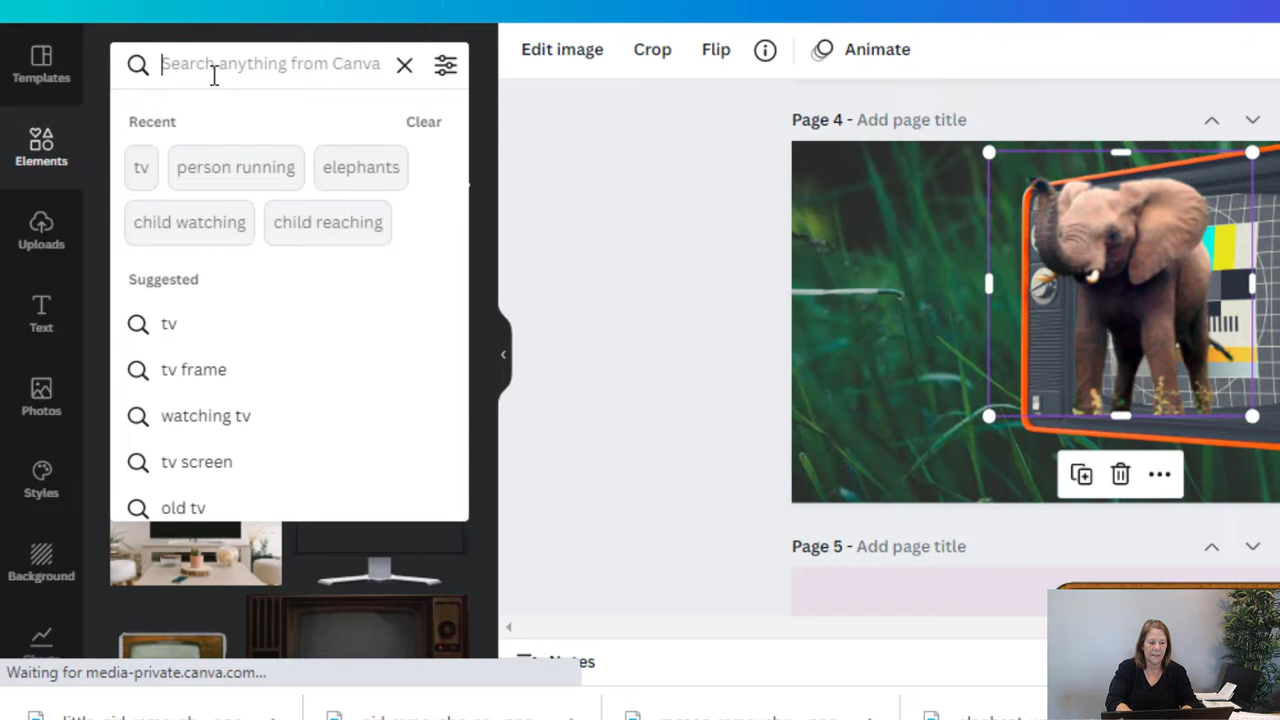 Templates
Elements
Uploads
Text
Photos
Styles
Background
Search anything from Canva
Recent
Clear
tv
person running
elephants
child watching
child reaching
Suggested
tv
tv frame
watching tv
tv screen
old tv
Edit image
Crop
Flip
Animate
Page 4 - Add page title
Page 5 - Add page title
Notes
Waiting for media-private.canva.com...